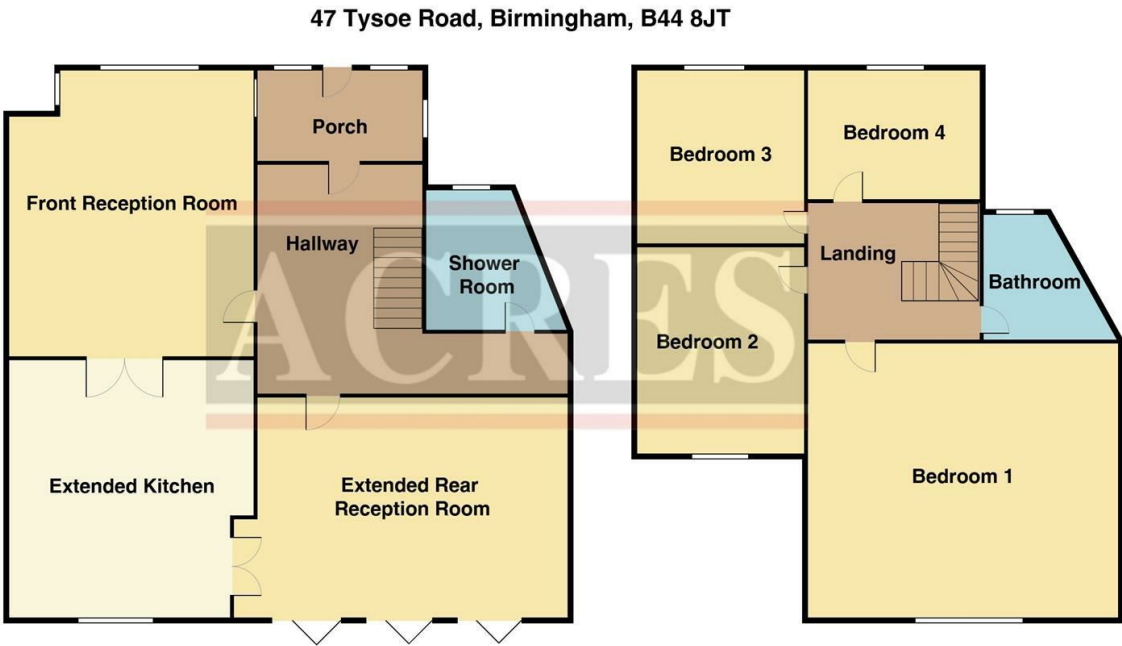 47 Tysoe Road, Birmingham, B44 8JT
Porch
Front Reception Room
Hallway
Shower
Room
Extended Kitchen
Extended Rear
Reception Room
Bedroom 3
Bedroom 4
Landing
Bathroom
Bedroom 2
Bedroom 1
ACRES